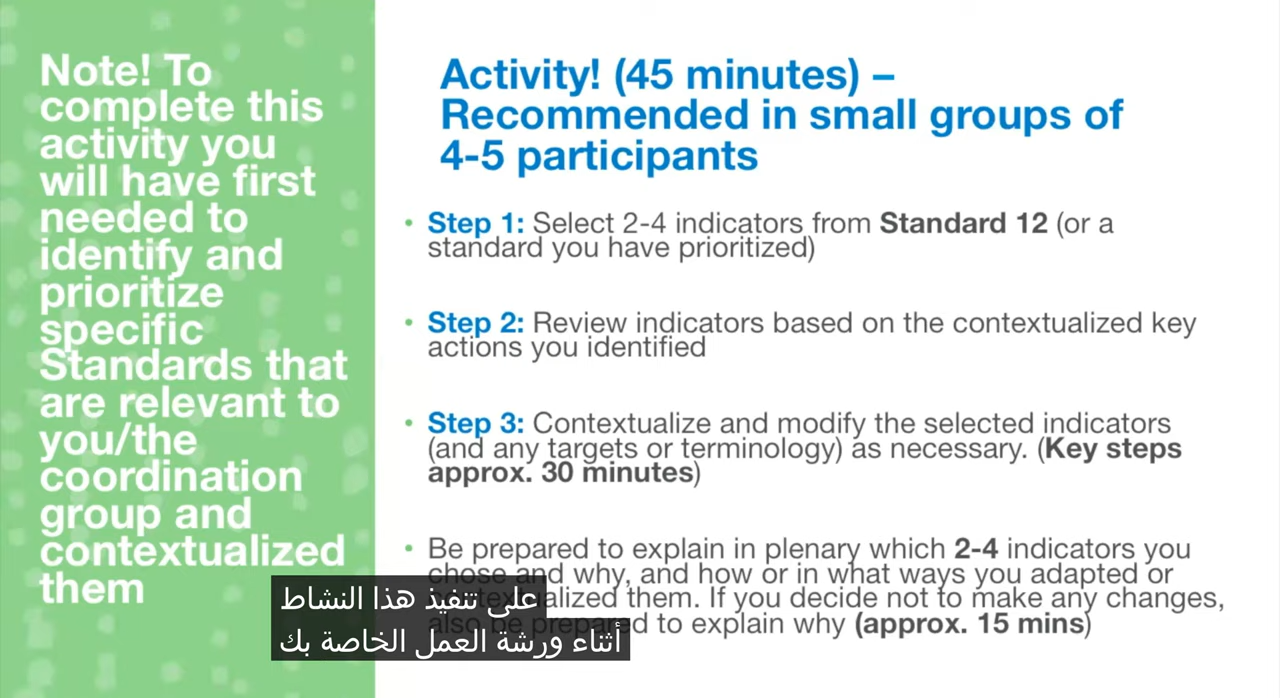 Note! To
complete this
activity you
will have first
needed to
identify and
prioritize
specific
Standards that
are relevant to
you/the
coordination
group and
contextualized
them
Activity! (45 minutes) –
Recommended in small groups of
4-5 participants
• Step 1: Select 2-4 indicators from Standard 12 (or a
standard you have prioritized)
• Step 2: Review indicators based on the contextualized key
actions you identified
• Step 3: Contextualize and modify the selected indicators
(and any targets or terminology) as necessary. (Key steps
approx. 30 minutes)
• Be prepared to explain in plenary which 2-4 indicators you
chose and why, and how or in what ways you adapted or
contextualized them. If you decide not to make any changes,
also be prepared to explain why (approx. 15 mins)
على تنفيذ هذا النشاط
أثناء ورشة العمل الخاصة بك